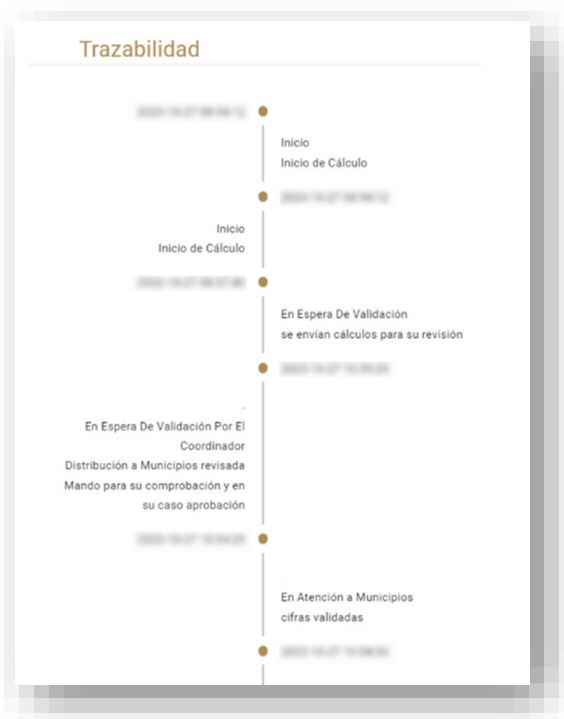 Trazabilidad
Inicio
Inicio de Cálculo
Inicio
Inicio de Cálculo
En Espera De Validación
se envían cálculos para su revisión
En Espera De Validación Por El
Coordinador
Distribución a Municipios revisada
Mando para su comprobación y en
su caso aprobación
En Atención a Municipios
cifras validadas